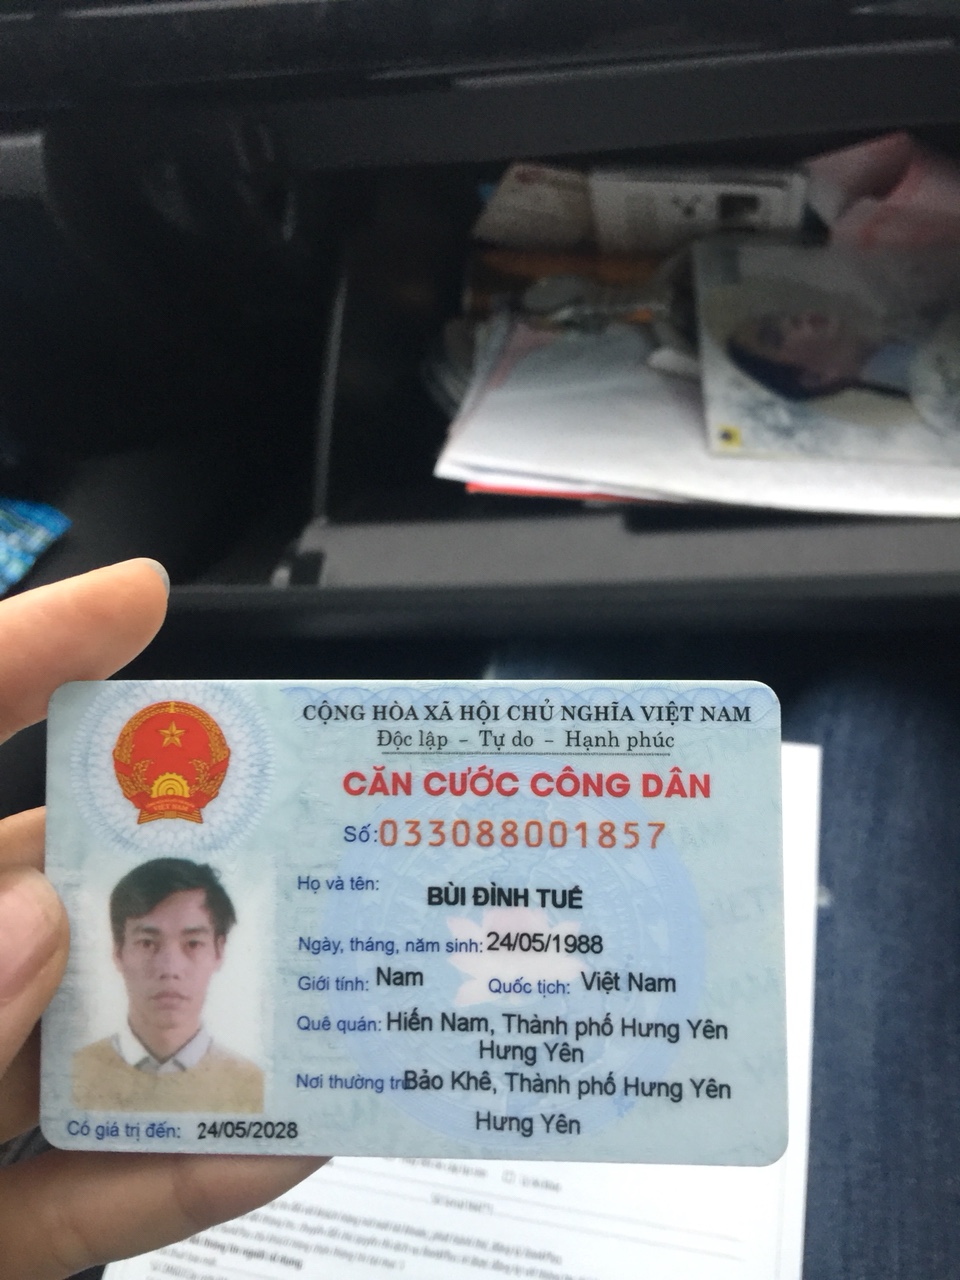 CỘNG HÒA XÃ HỘI CHỦ NGHĨA VIỆT NAM
Độc lập – Tự do – Hạnh phúc
CĂN CƯỚC CÔNG DÂN
Số: 033088001857
Họ và tên: BÙI ĐÌNH TUÉ
Ngày, tháng, năm sinh: 24/05/1988
Giới tính: Nam Quốc tịch: Việt Nam
Quê quán: Hiến Nam, Thành phố Hưng Yên
Hưng Yên
Nơi thường trú Bảo Khê, Thành phố Hưng Yên
Hưng Yên
Có giá trị đến: 24/05/2028
VIỆT NAM